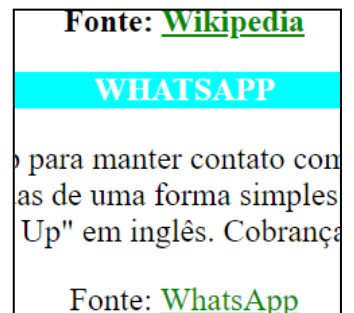 Fonte: Wikipedia
WHATSAPP
para manter contato com
as de uma forma simples
Up" em inglês. Cobrança
Fonte: WhatsApp